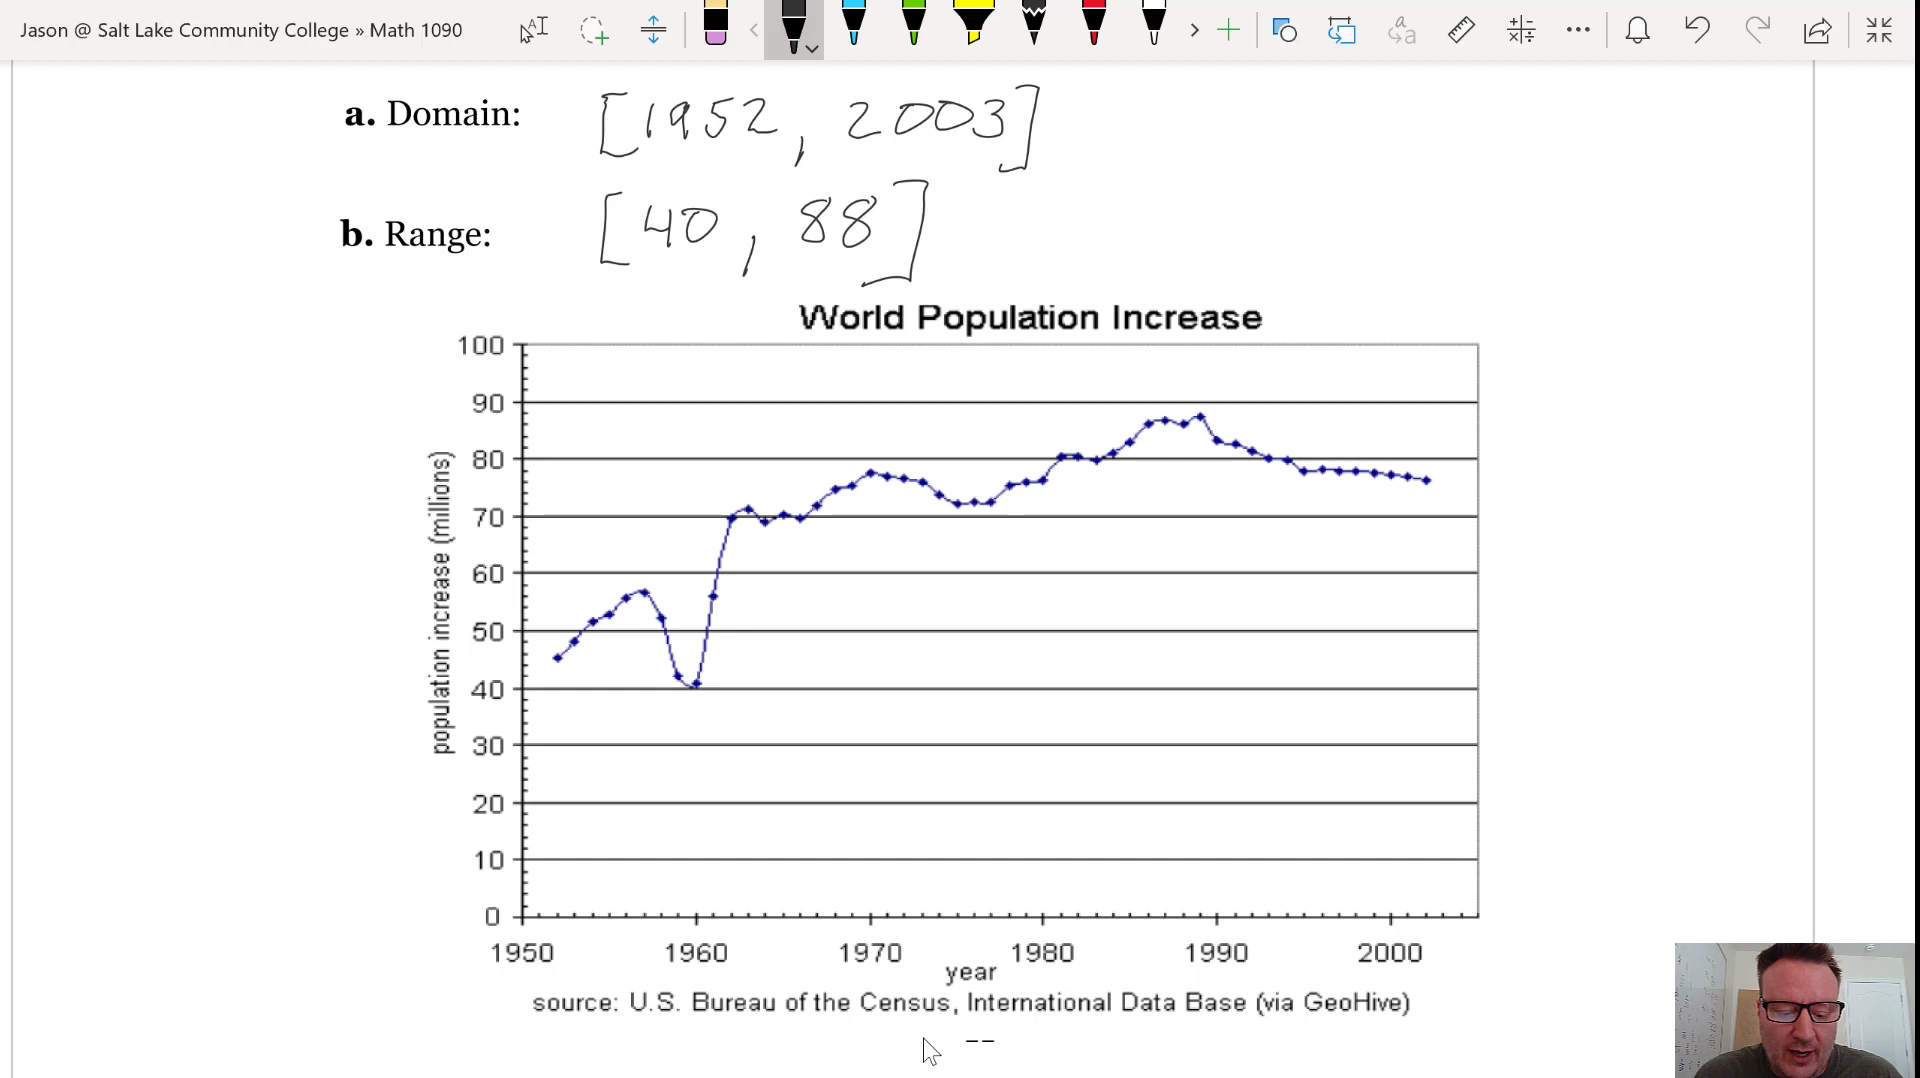 Jason @ Salt Lake Community College » Math 1090
a. Domain: [1952, 2003]
b. Range: [40, 88]
World Population Increase
100
90
80
70
60
50
40
30
20
10
0
population increase (millions)
1950 1960 1970 1980 1990 2000
year
source: U.S. Bureau of the Census, International Data Base (via GeoHive)